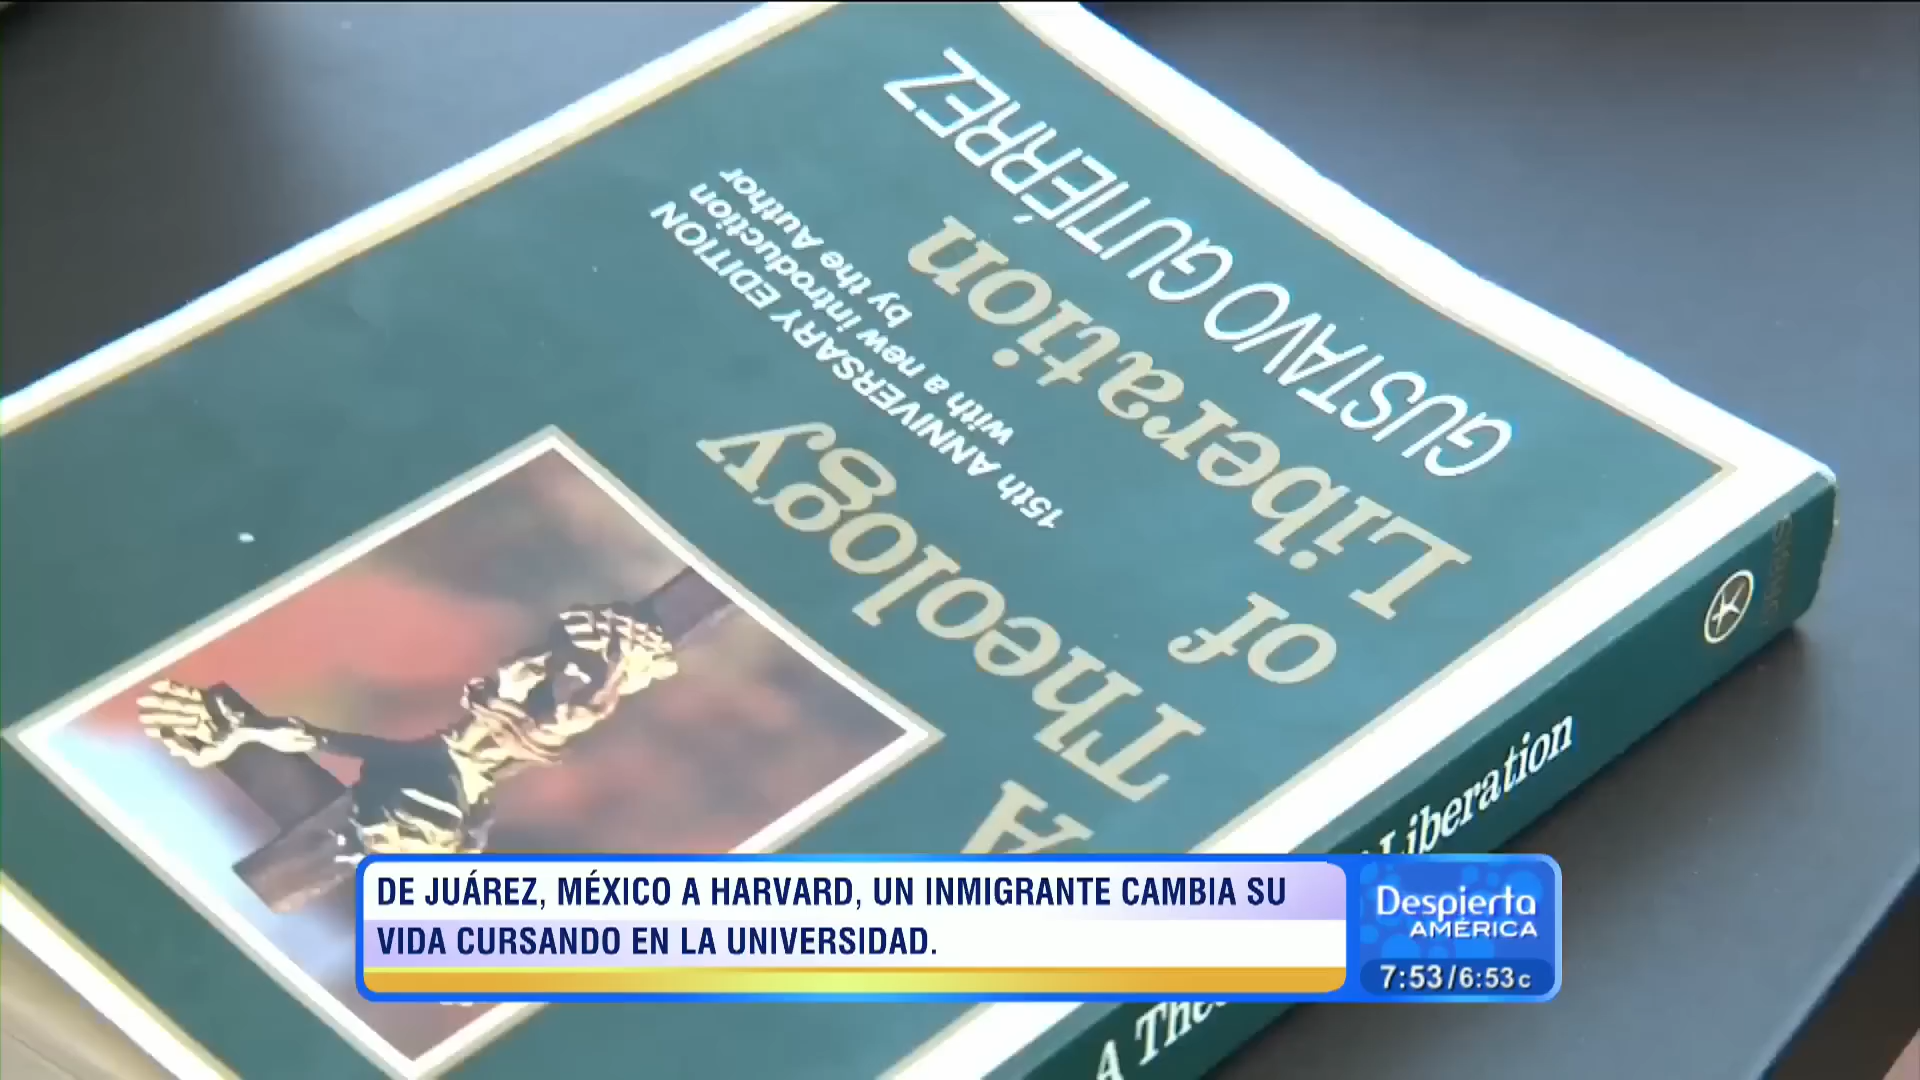 GUSTAVO GUTIÉRREZ
A
Theology
of
Liberation
15th ANNIVERSARY EDITION
with a new introduction
by the Author
A The
Liberation
DE JUÁREZ, MÉXICO A HARVARD, UN INMIGRANTE CAMBIA SU
VIDA CURSANDO EN LA UNIVERSIDAD.
Despierta
AMÉRICA
7:53/6:53c